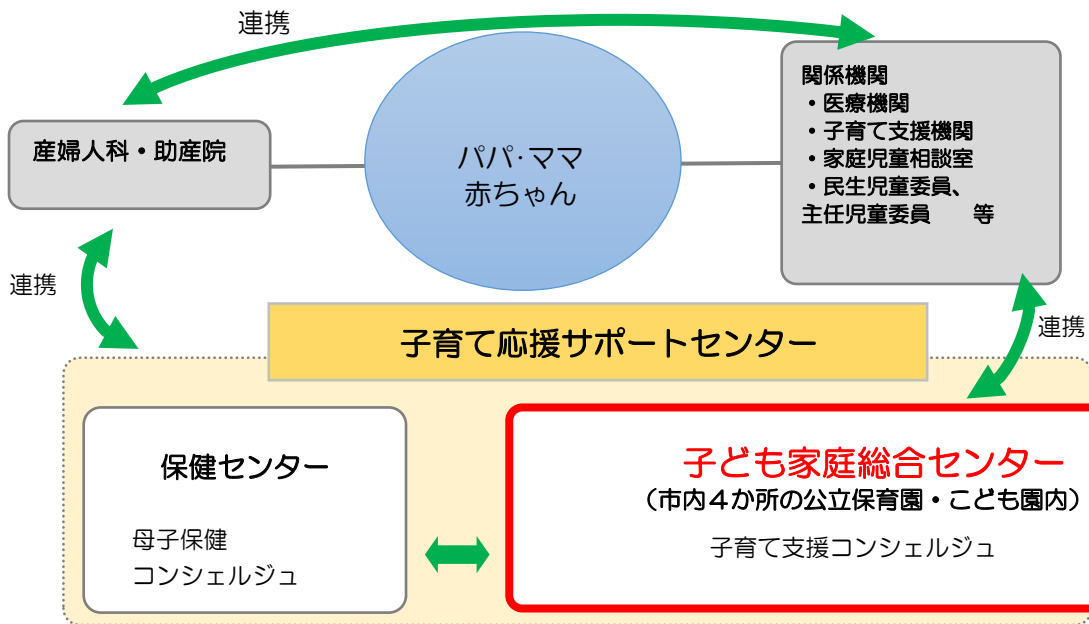 連携
関係機関
・医療機関
・子育て支援機関
・家庭児童相談室
・民生児童委員、
主任児童委員　　等
産婦人科・助産院
パパ・ママ
赤ちゃん
連携
連携
子育て応援サポートセンター
保健センター
母子保健
コンシェルジュ
子ども家庭総合センター
（市内４か所の公立保育園・こども園内）
子育て支援コンシェルジュ